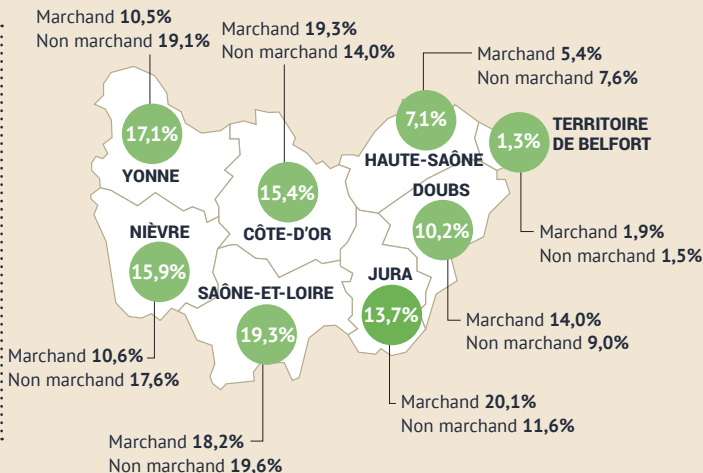 Marchand 10,5%
Non marchand 19,1%
17,1%
YONNE
Marchand 19,3%
Non marchand 14,0%
15,4%
CÔTE-D'OR
Marchand 5,4%
Non marchand 7,6%
7,1%
HAUTE-SAÔNE
1,3%
TERRITOIRE
DE BELFORT
Marchand 1,9%
Non marchand 1,5%
DOUBS
10,2%
Marchand 14,0%
Non marchand 9,0%
NIÈVRE
15,9%
Marchand 10,6%
Non marchand 17,6%
SAÔNE-ET-LOIRE
19,3%
Marchand 18,2%
Non marchand 19,6%
JURA
13,7%
Marchand 20,1%
Non marchand 11,6%